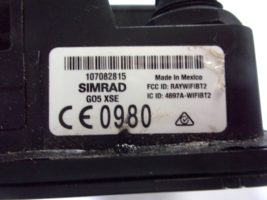 107082815
SIMRAD
GO5 XSE
Made in Mexico
FCC ID: RAYWIFIBT2
IC ID: 4697A-WIFIBT2
CE 0980